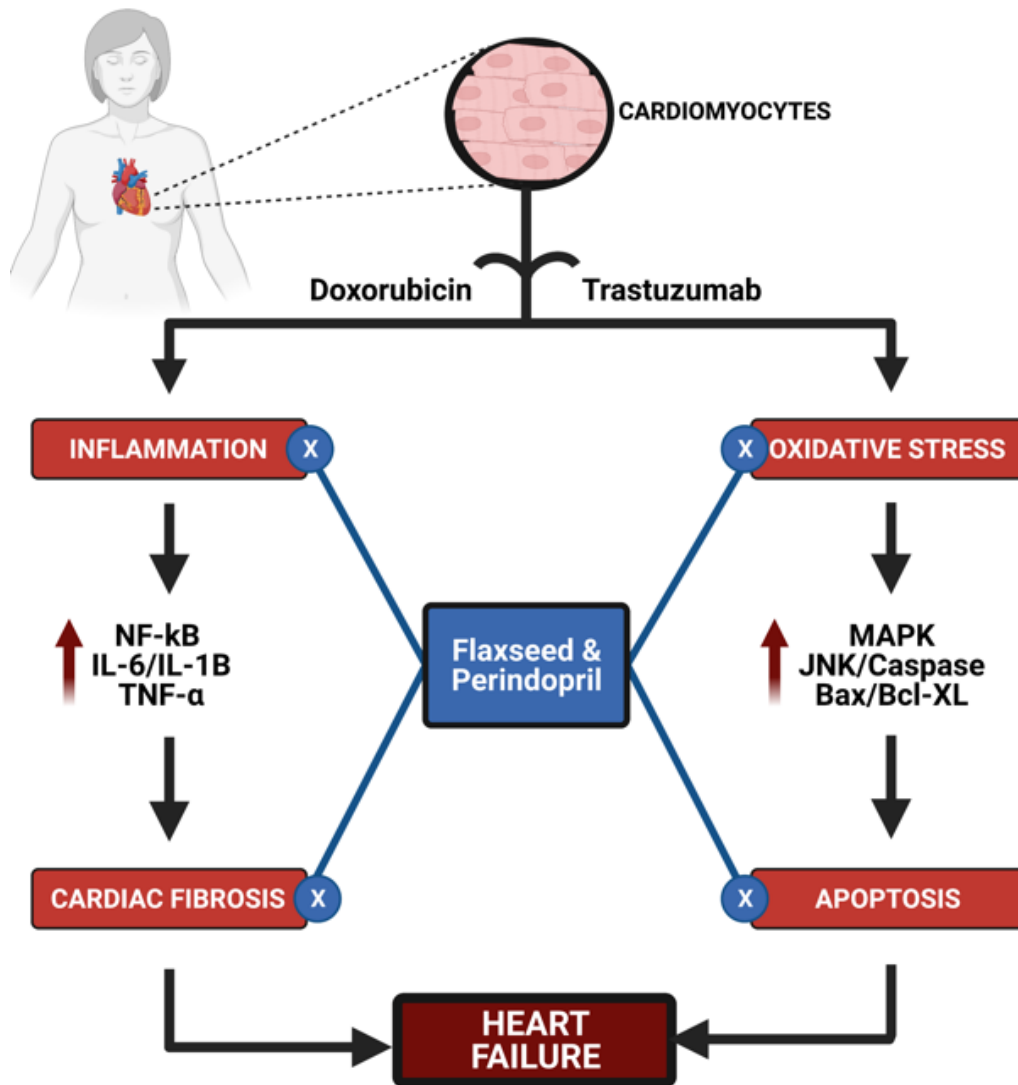 CARDIOMYOCYTES
Doxorubicin
Trastuzumab
INFLAMMATION
X
X
OXIDATIVE STRESS
NF-kB
IL-6/IL-1B
TNF-α
Flaxseed &
Perindopril
MAPK
JNK/Caspase
Bax/Bcl-XL
CARDIAC FIBROSIS
X
X
APOPTOSIS
HEART
FAILURE